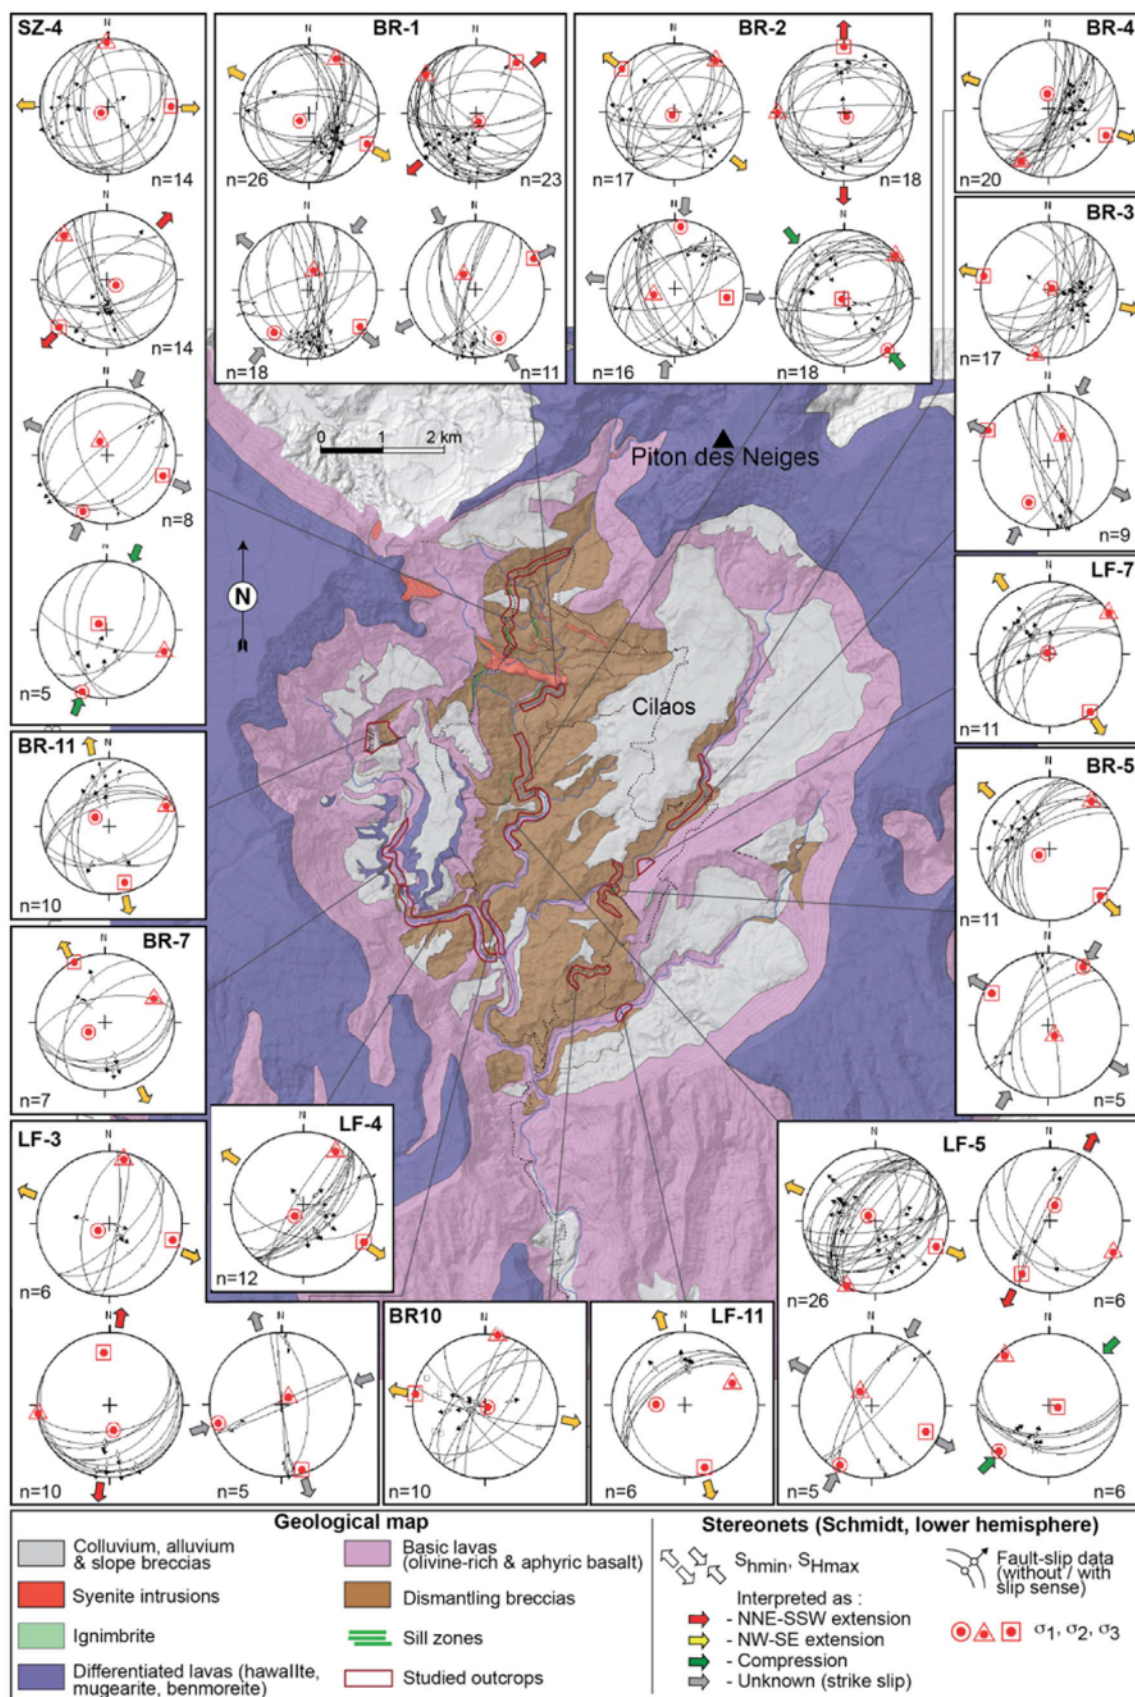 SZ-4
N
n=14
N
n=14
n=8
n=5
BR-1
N
n=26
N
n=23
N
n=18
N
n=11
BR-2
N
n=17
N
n=18
N
n=16
N
n=18
BR-4
N
n=20
BR-3
N
n=17
N
n=9
LF-7
N
n=11
BR-5
N
n=11
N
n=5
0 1 2 km
Piton des Neiges
N
Cilaos
BR-11
N
n=10
BR-7
N
n=7
LF-3
N
n=6
N
n=10
N
n=5
LF-4
N
n=12
BR10
N
n=10
LF-11
N
n=6
LF-5
N
n=26
N
n=6
N
n=5
N
n=6
Geological map
Colluvium, alluvium
& slope breccias
Syenite intrusions
Ignimbrite
Differentiated lavas (hawaIIte,
mugearite, benmoreite)
Basic lavas
(olivine-rich & aphyric basalt)
Dismantling breccias
Sill zones
Studied outcrops
Stereonets (Schmidt, lower hemisphere)
Shmin, SHmax
Interpreted as :
- NNE-SSW extension
- NW-SE extension
- Compression
- Unknown (strike slip)
Fault-slip data
(without / with
slip sense)
σ1, σ2, σ3